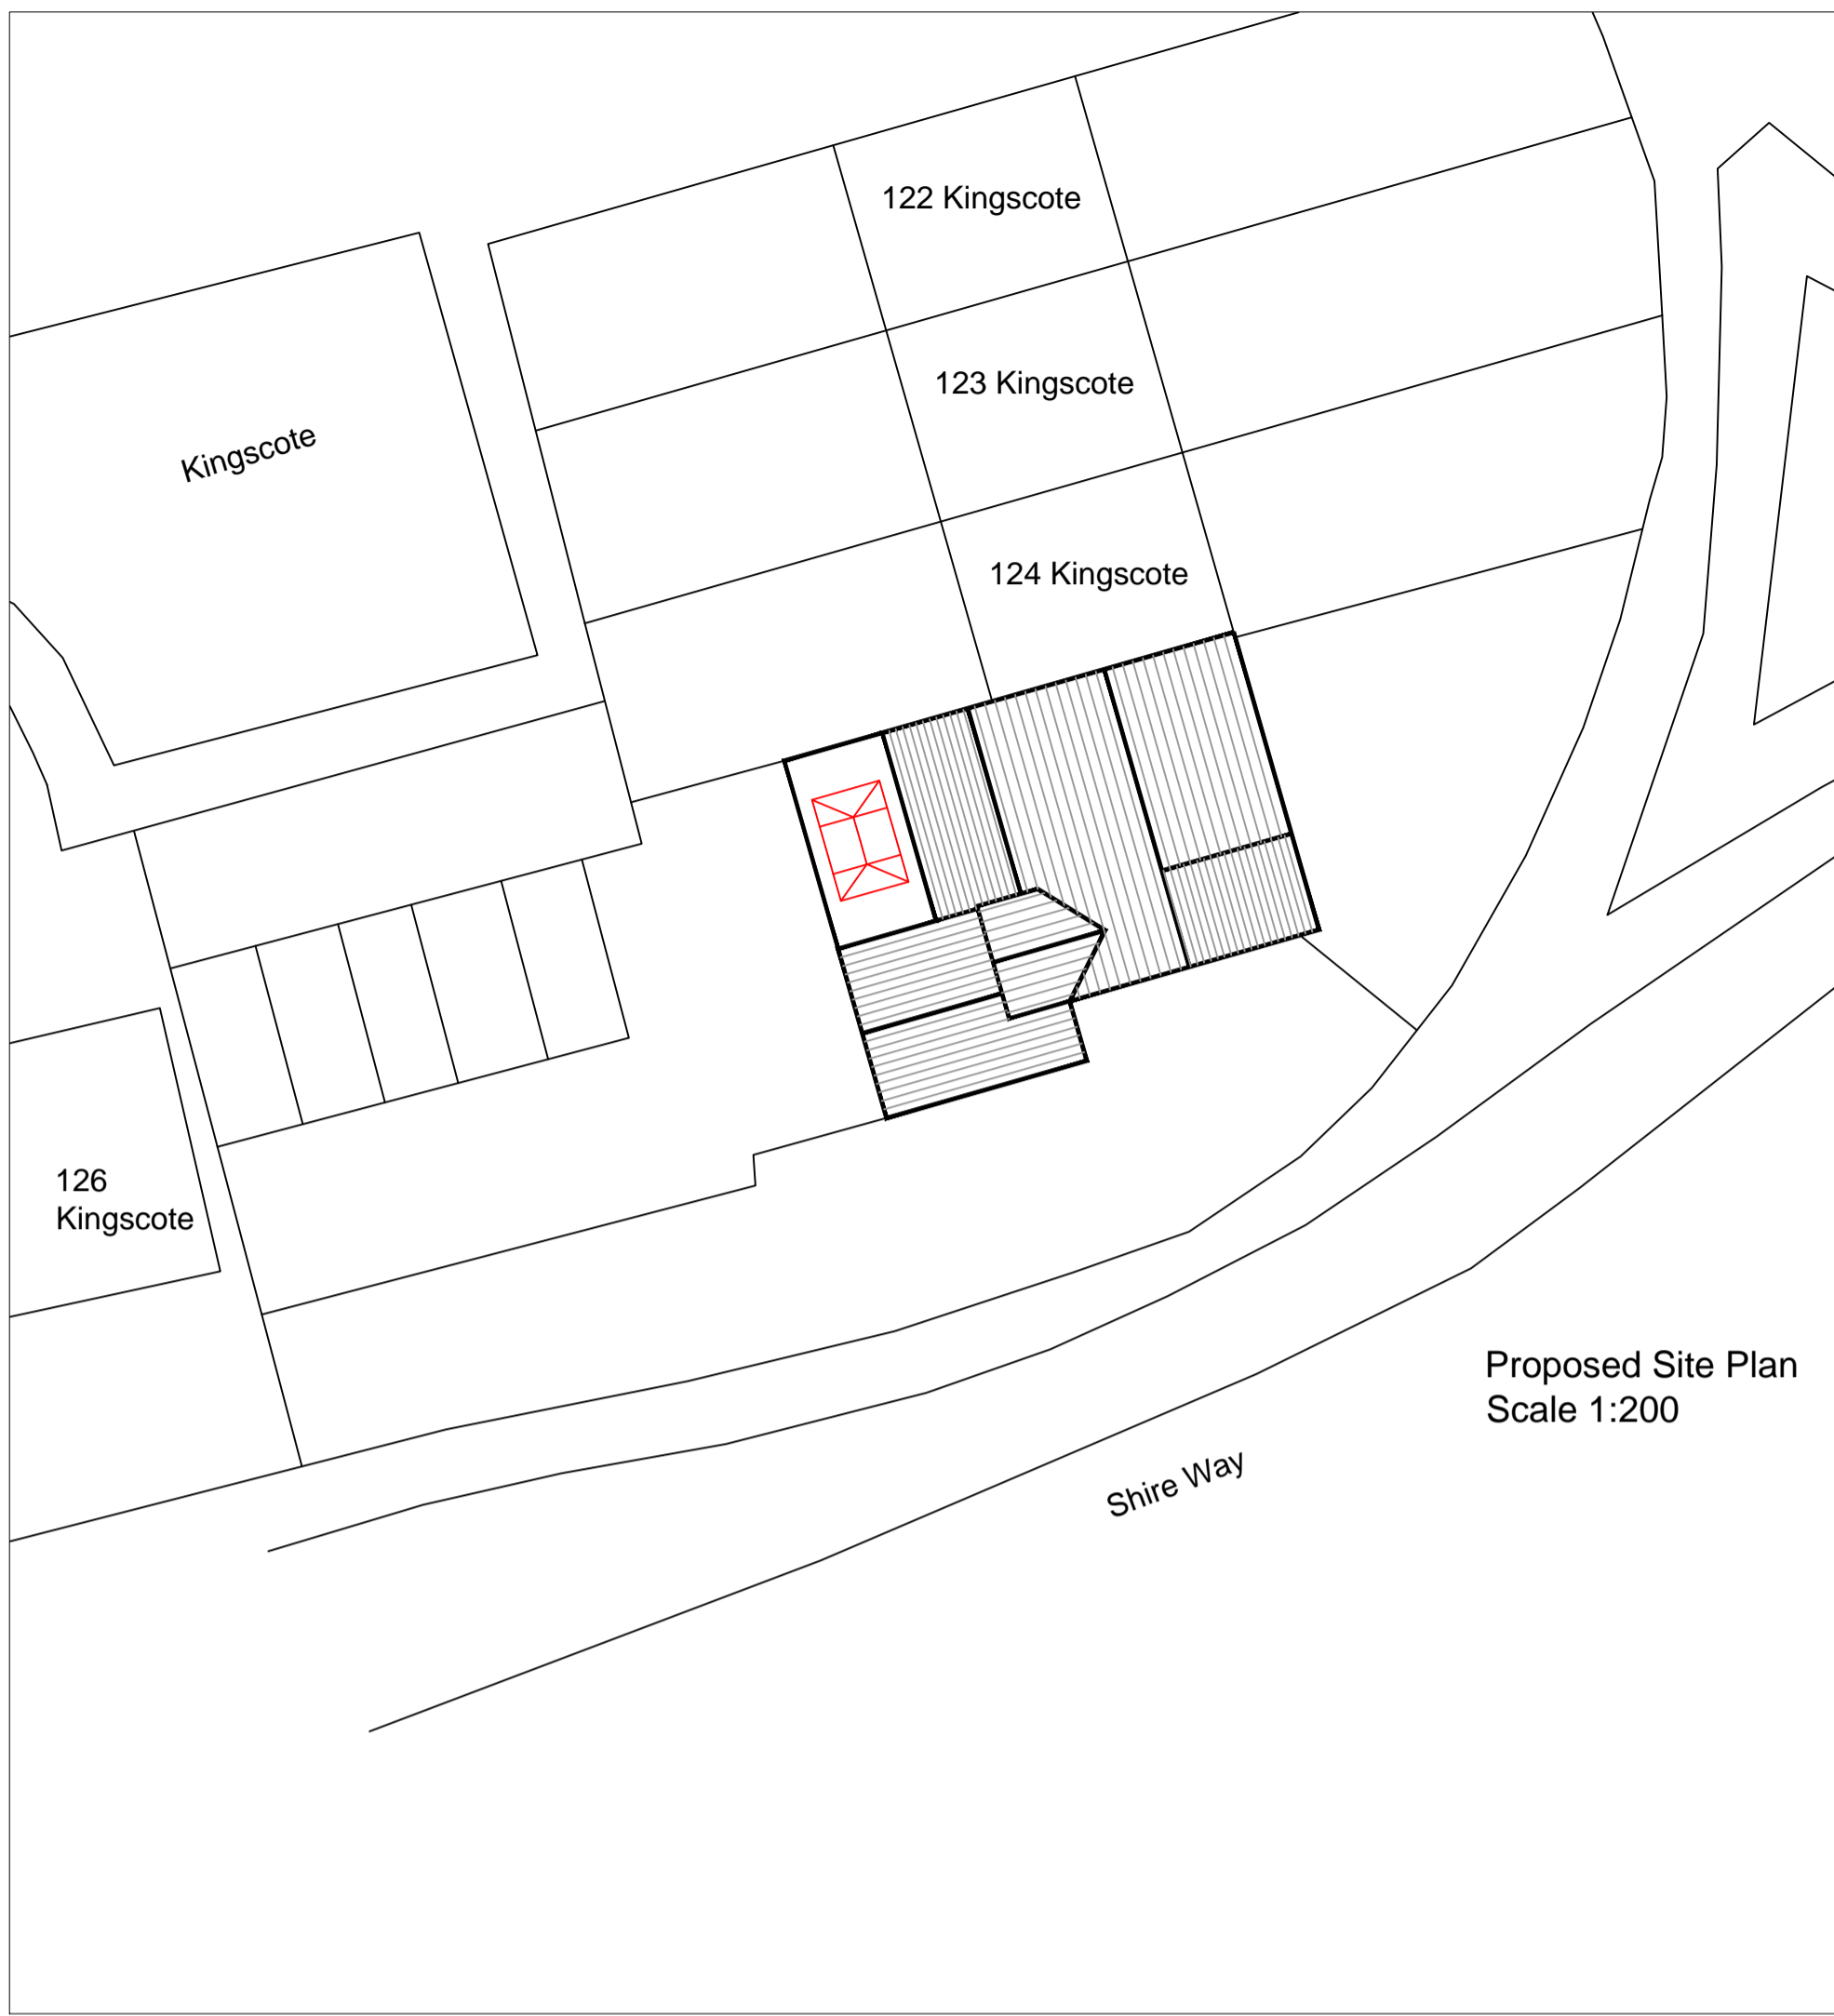 122 Kingscote
123 Kingscote
Kingscote
124 Kingscote
126
Kingscote
Proposed Site Plan
Scale 1:200
Shire Way